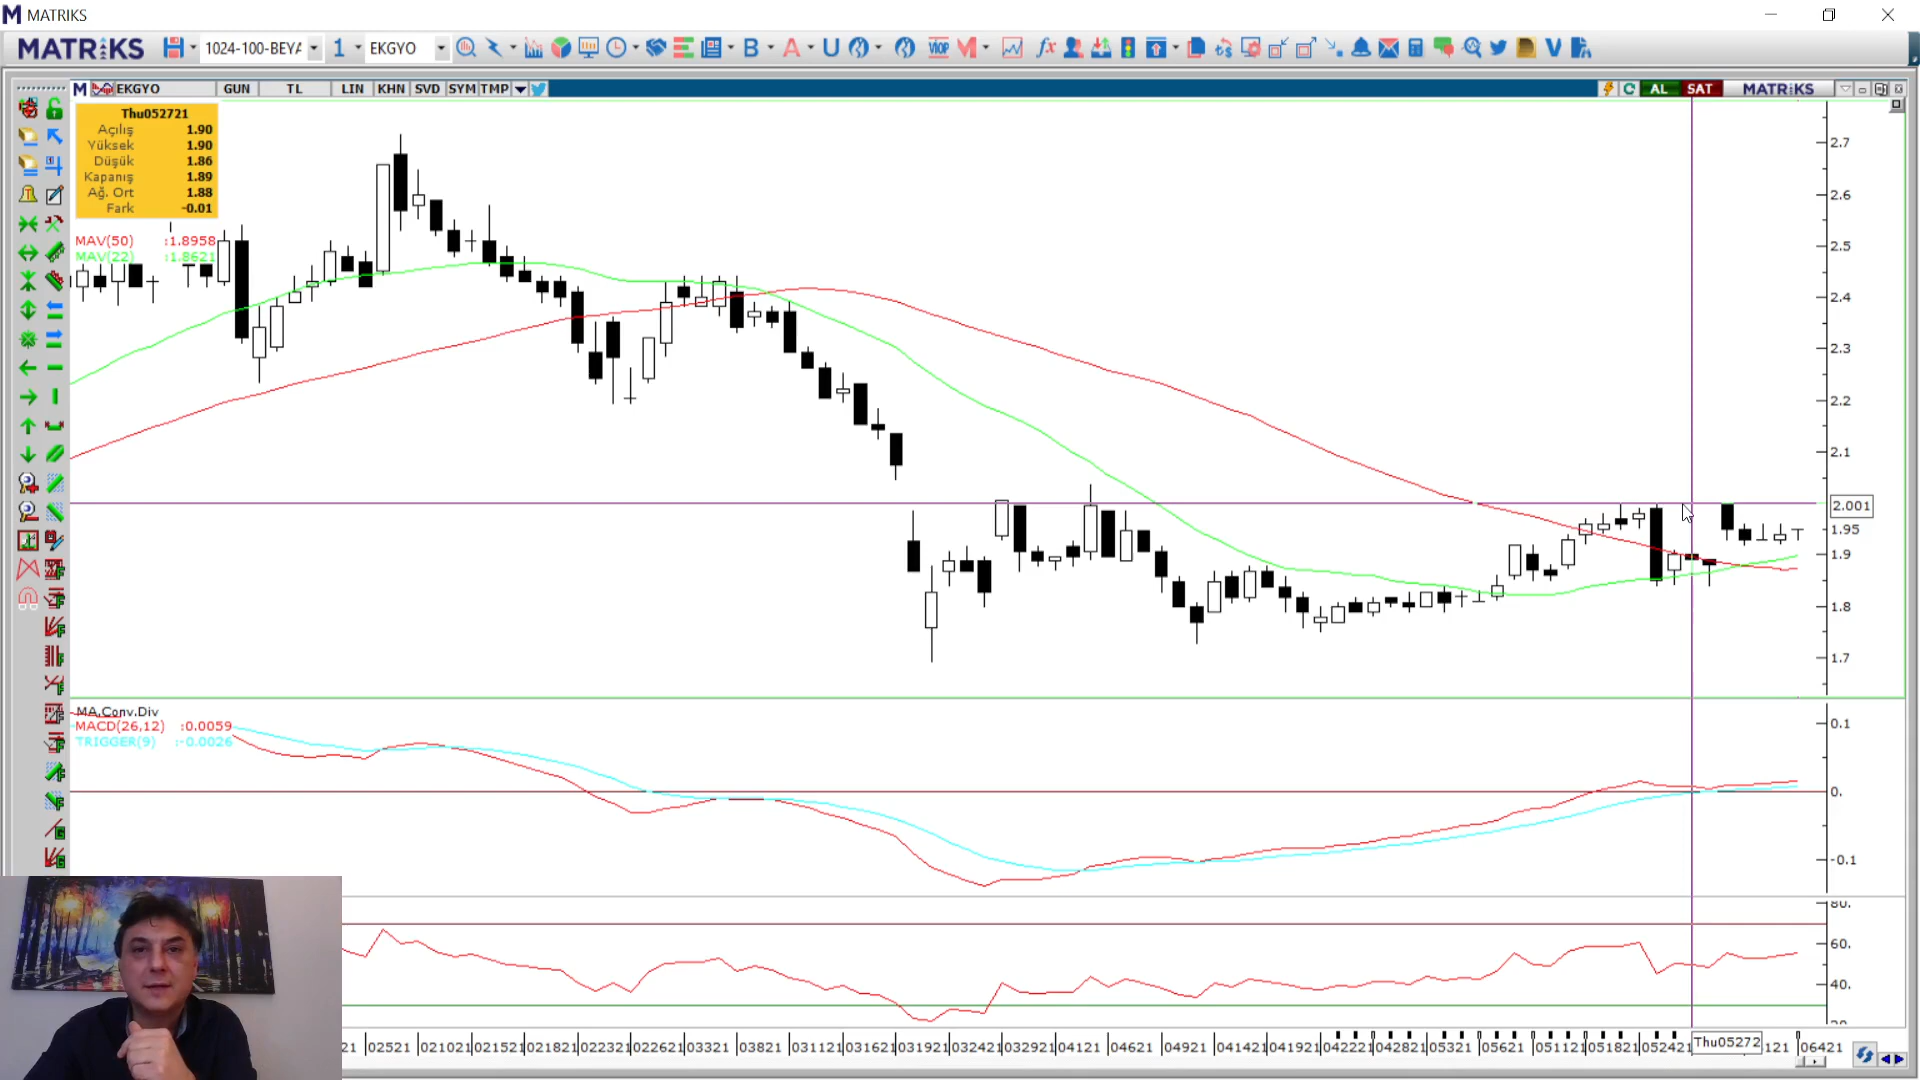 MATRIKS
MATRIKS 1024-100-BEYA 1 EKGYO B A U VIOP M fx V
M EKGYO GUN TL LIN KHN SVD SYM TMP AL SAT MATRIKS
Thu052721
Açılış 1.90
Yüksek 1.90
Düşük 1.86
Kapanış 1.89
Ağ. Ort 1.88
Fark -0.01
MAV(50) :1.8958
MAV(22) :1.8621
2.7
2.6
2.5
2.4
2.3
2.2
2.1
2.001
1.95
1.9
1.8
1.7
MA.Conv.Div
MACD(26,12) :0.0059
TRIGGER(9) :-0.0026
0.1
0.
-0.1
80.
60.
40.
20
21 02521 021021 021521 021821 022321 022621 03321 03821 031121 031621 031921 032421 032921 04121 04621 04921 041421 041921 042221 042821 05321 05621 051121 051821 052421 Thu05272 121 06421